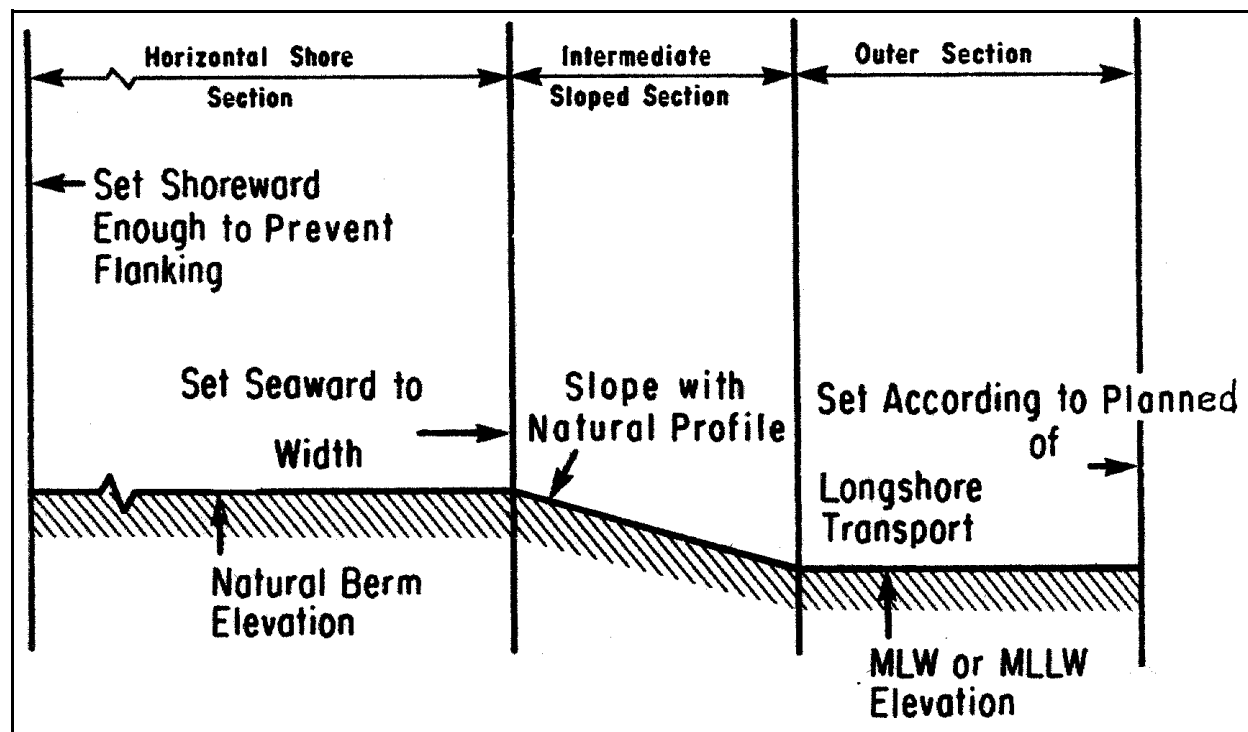 Horizontal Shore
Section
Intermediate
Sloped Section
Outer Section
Set Shoreward
Enough to Prevent
Flanking
Set Seaward to
Width
Slope with
Natural Profile
Set According to Planned
of
Longshore
Transport
Natural Berm
Elevation
MLW or MLLW
Elevation